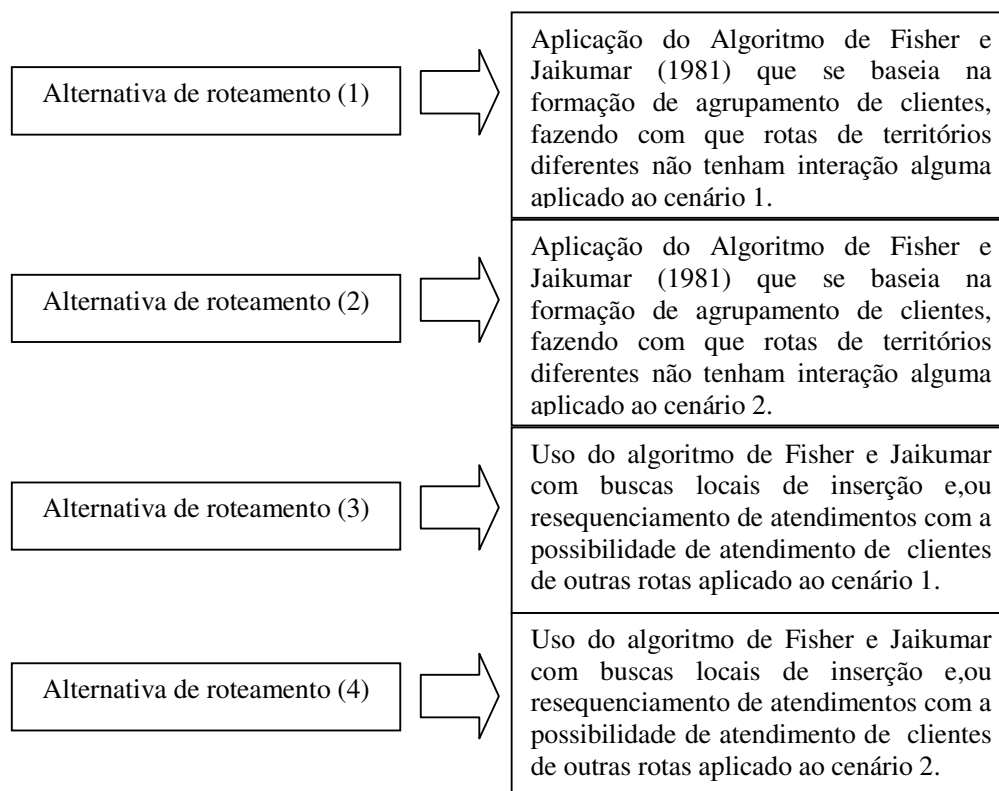 Aplicação do Algoritmo de Fisher e
Jaikumar (1981) que se baseia na
Alternativa de roteamento (1)
formação de agrupamento de clientes,
fazendo com que rotas de territórios
diferentes não tenham interação alguma
aplicado ao cenário 1.
Aplicação do Algoritmo de Fisher e
Jaikumar (1981) que se baseia na
Alternativa de roteamento (2)
formação de agrupamento de clientes,
fazendo com que rotas de territórios
diferentes não tenham interação alguma
aplicado ao cenário 2.
Uso do algoritmo de Fisher e Jaikumar
com buscas locais de inserção e,ou
Alternativa de roteamento (3)
resequenciamento de atendimentos com a
possibilidade de atendimento de clientes
de outras rotas aplicado ao cenário 1.
Uso do algoritmo de Fisher e Jaikumar
com buscas locais de inserção e,ou
Alternativa de roteamento (4)
resequenciamento de atendimentos com a
possibilidade de atendimento de clientes
de outras rotas aplicado ao cenário 2.